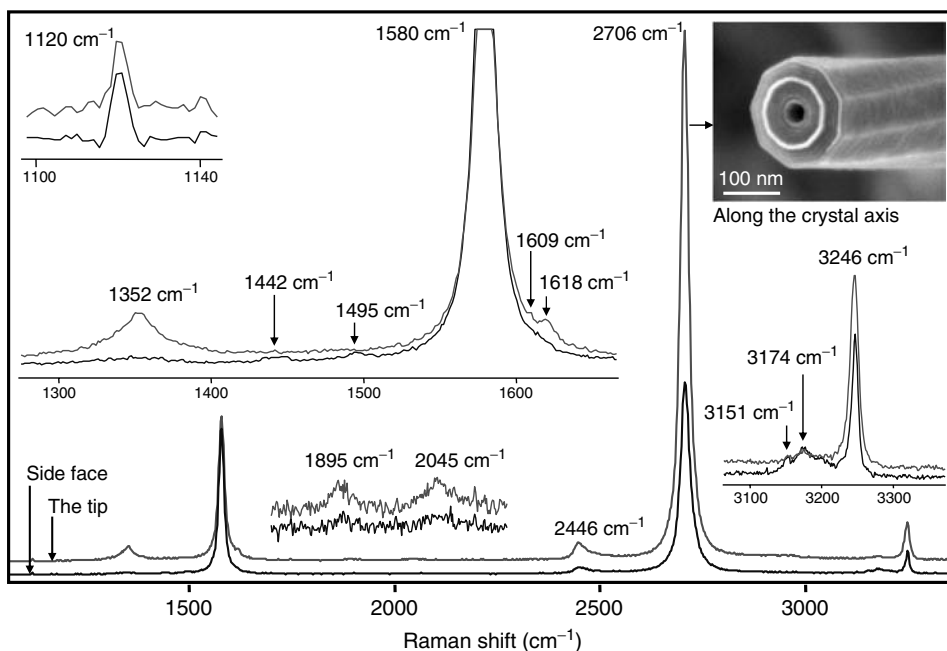 1120 cm⁻¹
1580 cm⁻¹
2706 cm⁻¹
100 nm
Along the crystal axis
1100
1140
1352 cm⁻¹
1442 cm⁻¹
1495 cm⁻¹
1609 cm⁻¹
1618 cm⁻¹
1300
1400
1500
1600
3246 cm⁻¹
3174 cm⁻¹
3151 cm⁻¹
3100
3200
3300
Side face
The tip
1895 cm⁻¹
2045 cm⁻¹
2446 cm⁻¹
1500
2000
2500
3000
Raman shift (cm⁻¹)